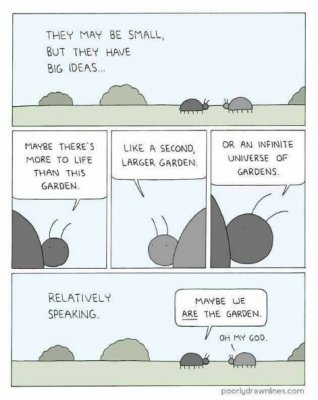 THEY MAY BE SMALL,
BUT THEY HAVE
BIG IDEAS...
MAYBE THERE'S
MORE TO LIFE
THAN THIS
GARDEN.
LIKE A SECOND,
LARGER GARDEN.
OR AN INFINITE
UNIVERSE OF
GARDENS.
RELATIVELY
SPEAKING.
MAYBE WE
ARE THE GARDEN.
OH MY GOD.
poorlydrawnlines.com